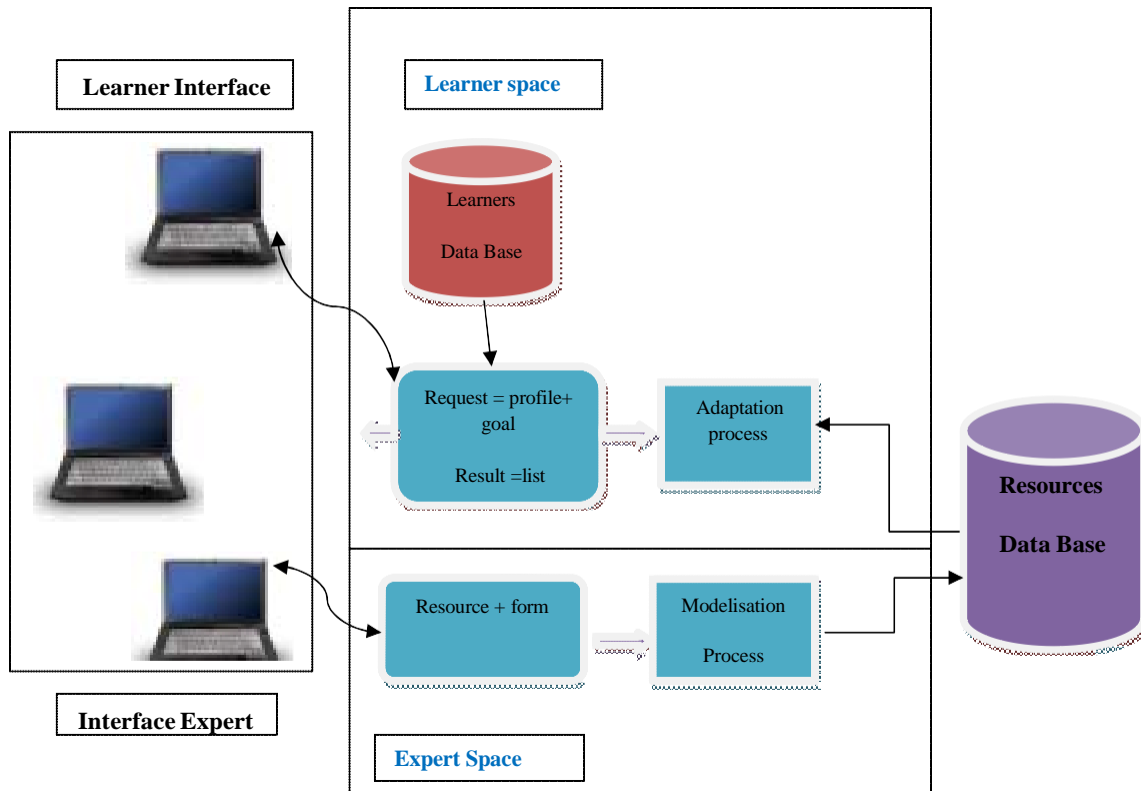 Learner Interface
Learner space
Learners
Data Base
Request = profile+
goal
Result =list
Adaptation
process
Resources
Data Base
Resource + form
Modelisation
Process
Interface Expert
Expert Space